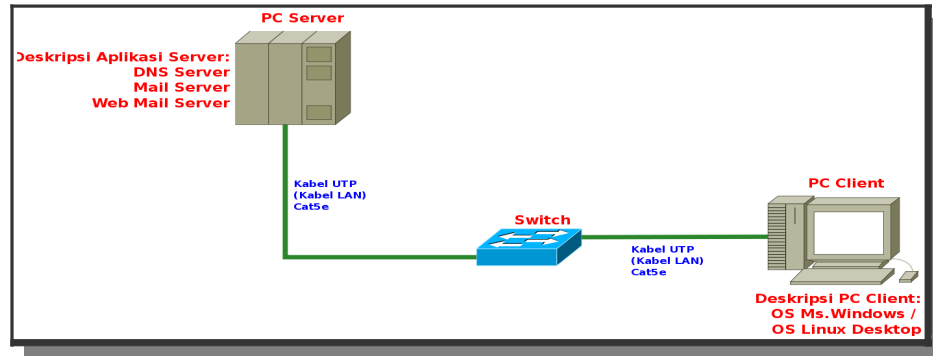 PC Server
Deskripsi Aplikasi Server:
DNS Server
Mail Server
Web Mail Server
Kabel UTP
(Kabel LAN)
Cat5e
Switch
Kabel UTP
(Kabel LAN)
Cat5e
PC Client
Deskripsi PC Client:
OS Ms.Windows /
OS Linux Desktop